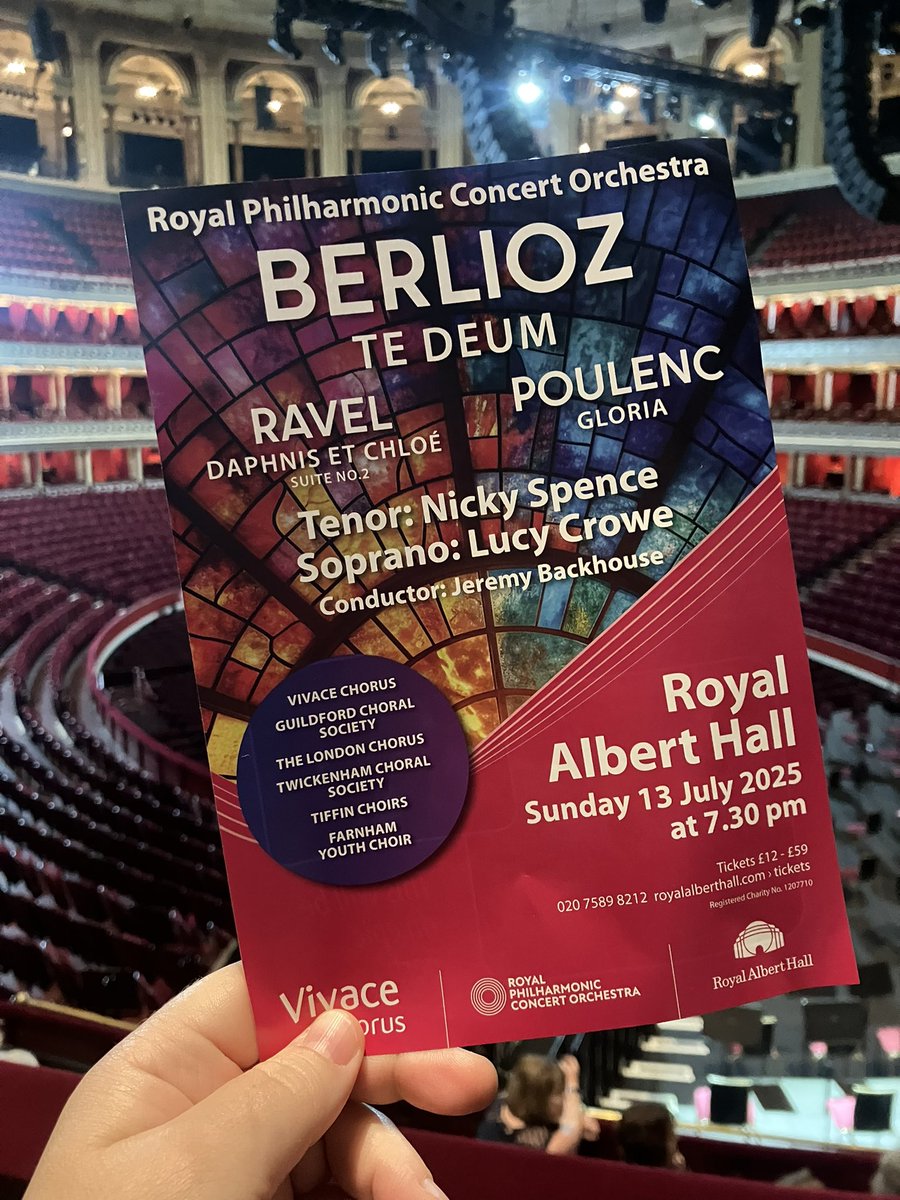 Royal Philharmonic Concert Orchestra
BERLIOZ
TE DEUM
RAVEL
DAPHNIS ET CHLOÉ
SUITE NO.2
POULENC
GLORIA
Tenor: Nicky Spence
Soprano: Lucy Crowe
Conductor: Jeremy Backhouse
VIVACE CHORUS
GUILDFORD CHORAL
SOCIETY
THE LONDON CHORUS
TWICKENHAM CHORAL
SOCIETY
TIFFIN CHOIRS
FARNHAM
YOUTH CHOIR
Royal
Albert Hall
Sunday 13 July 2025
at 7.30 pm
Tickets £12 - £59
020 7589 8212 royalalberthall.com › tickets
Registered Charity No. 1207710
Vivace
orus
ROYAL
PHILHARMONIC
CONCERT ORCHESTRA
Royal Albert Hall